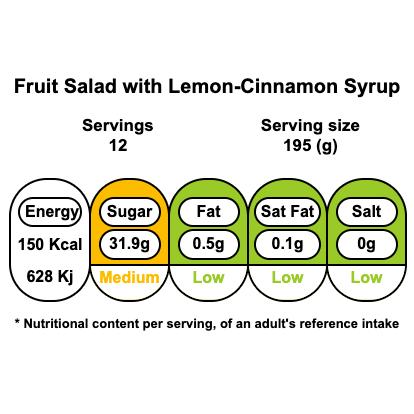 Fruit Salad with Lemon-Cinnamon Syrup
Servings
12
Serving size
195 (g)
Energy
150 Kcal
628 Kj
Sugar
31.9g
Medium
Fat
0.5g
Low
Sat Fat
0.1g
Low
Salt
0g
Low
* Nutritional content per serving, of an adult's reference intake